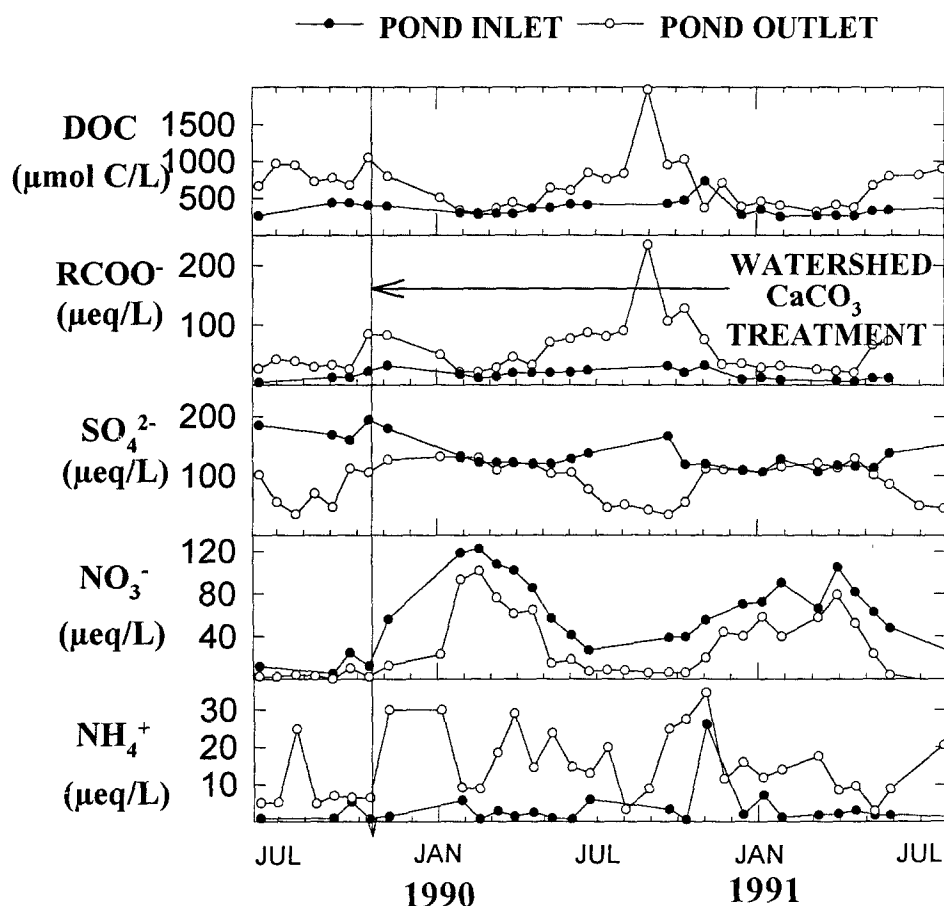 POND INLET POND OUTLET
DOC
(µmol C/L)
1500
1000
500
RCOO⁻
(µeq/L)
200
100
WATERSHED
CaCO₃
TREATMENT
SO₄²⁻
(µeq/L)
200
100
NO₃⁻
(µeq/L)
120
80
40
NH₄⁺
(µeq/L)
30
20
10
JUL JAN JUL JAN JUL
1990 1991